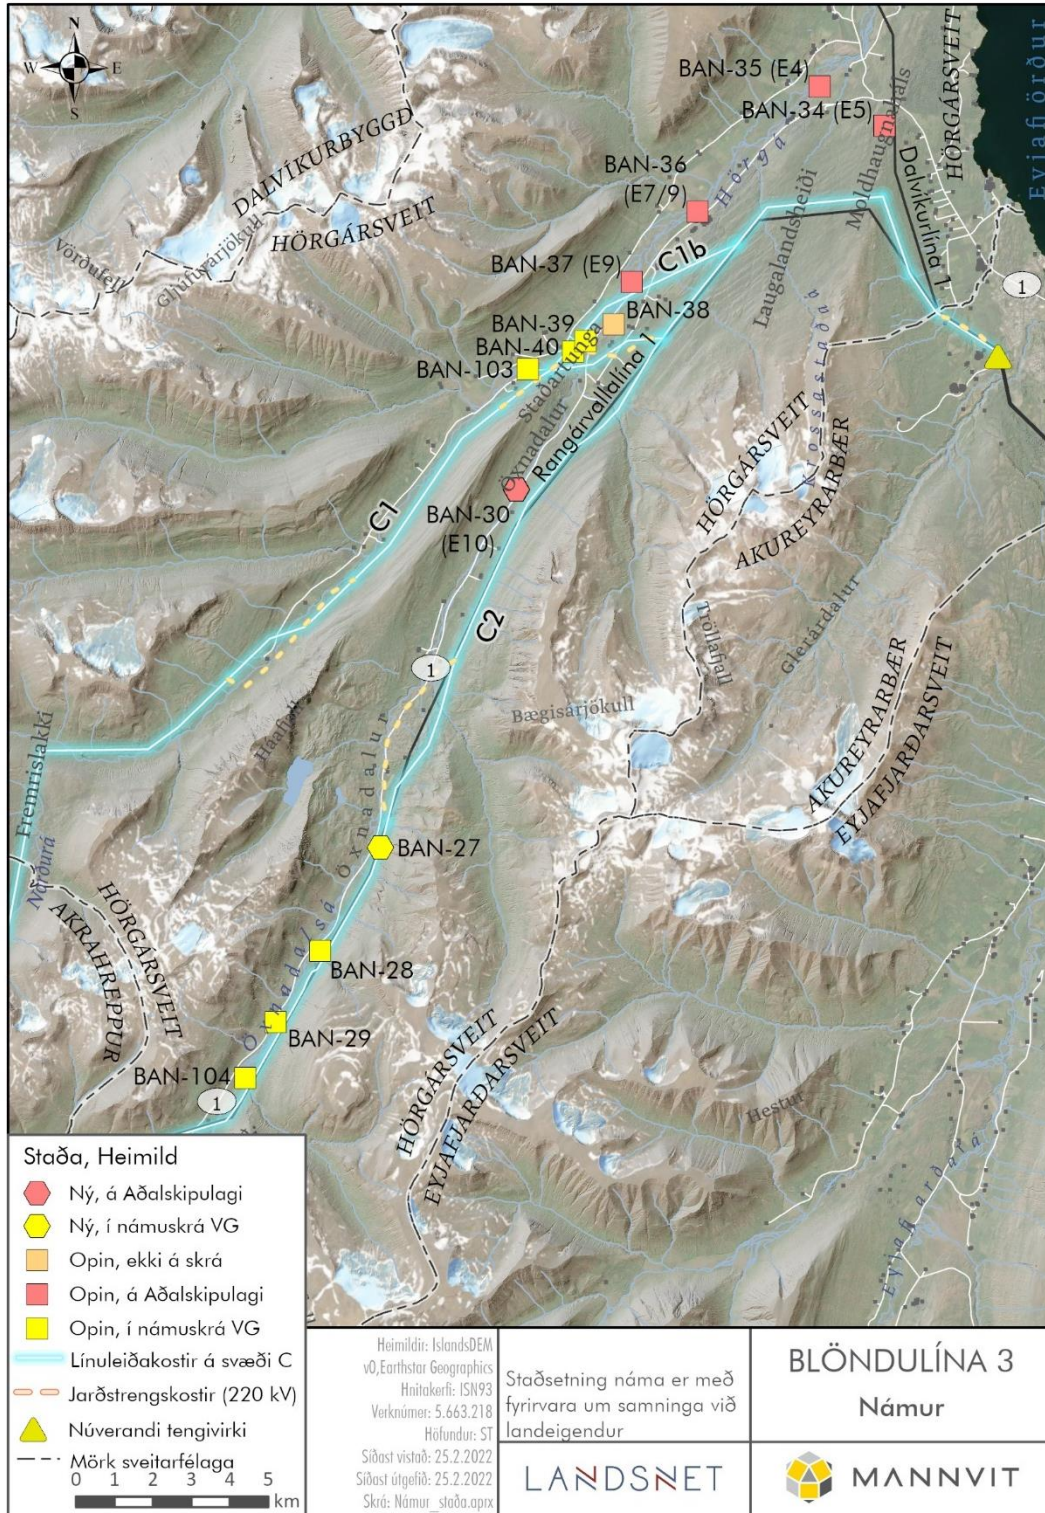 N
W E
S
BAN-35 (E4)
BAN-34 (E5)
HÖRGÁRSVEIT
Eyjafjörður
DALVÍKURBYGGÐ
HÖRGÁRSVEIT
BAN-36
(E7/9)
Hörgá
Moldhaugnaháls
Dalvíkurlína 1
Vörðufell
Gljúfurárjökull
BAN-37 (E9)
C1b
Laugalandsheiði
1
BAN-38
BAN-39
BAN-40
BAN-103
Staðartunga
Rangárvallalína 1
Krossastaðaá
Öxnadalur
HÖRGÁRSVEIT
AKUREYRARBÆR
C1
BAN-30
(E10)
C2
Tröllafjall
Glerárdalur
1
Bægisárjökull
Háafjall
Öxnadalur
AKUREYRARBÆR
EYJAFJARÐARSVEIT
Fremrislakki
Norðurá
HÖRGÁRSVEIT
AKRAHREPPUR
BAN-27
Öxnadalsá
BAN-28
BAN-29
BAN-104
1
HÖRGÁRSVEIT
EYJAFJARÐARSVEIT
Hestur
Eyjafjarðará
Staða, Heimild
Ný, á Aðalskipulagi
Ný, í námuskrá VG
Opin, ekki á skrá
Opin, á Aðalskipulagi
Opin, í námuskrá VG
Línuleiðakostir á svæði C
Jarðstrengskostir (220 kV)
Núverandi tengivirki
Mörk sveitarfélaga
0 1 2 3 4 5
km
Heimildir: IslandsDEM
v0,Earthstar Geographics
Hnitakerfi: ISN93
Verknúmer: 5.663.218
Höfundur: ST
Síðast vistað: 25.2.2022
Síðast útgefið: 25.2.2022
Skrá: Námur_staða.aprx
Staðsetning náma er með
fyrirvara um samninga við
landeigendur
LANDSNET
BLÖNDULÍNA 3
Námur
MANNVIT